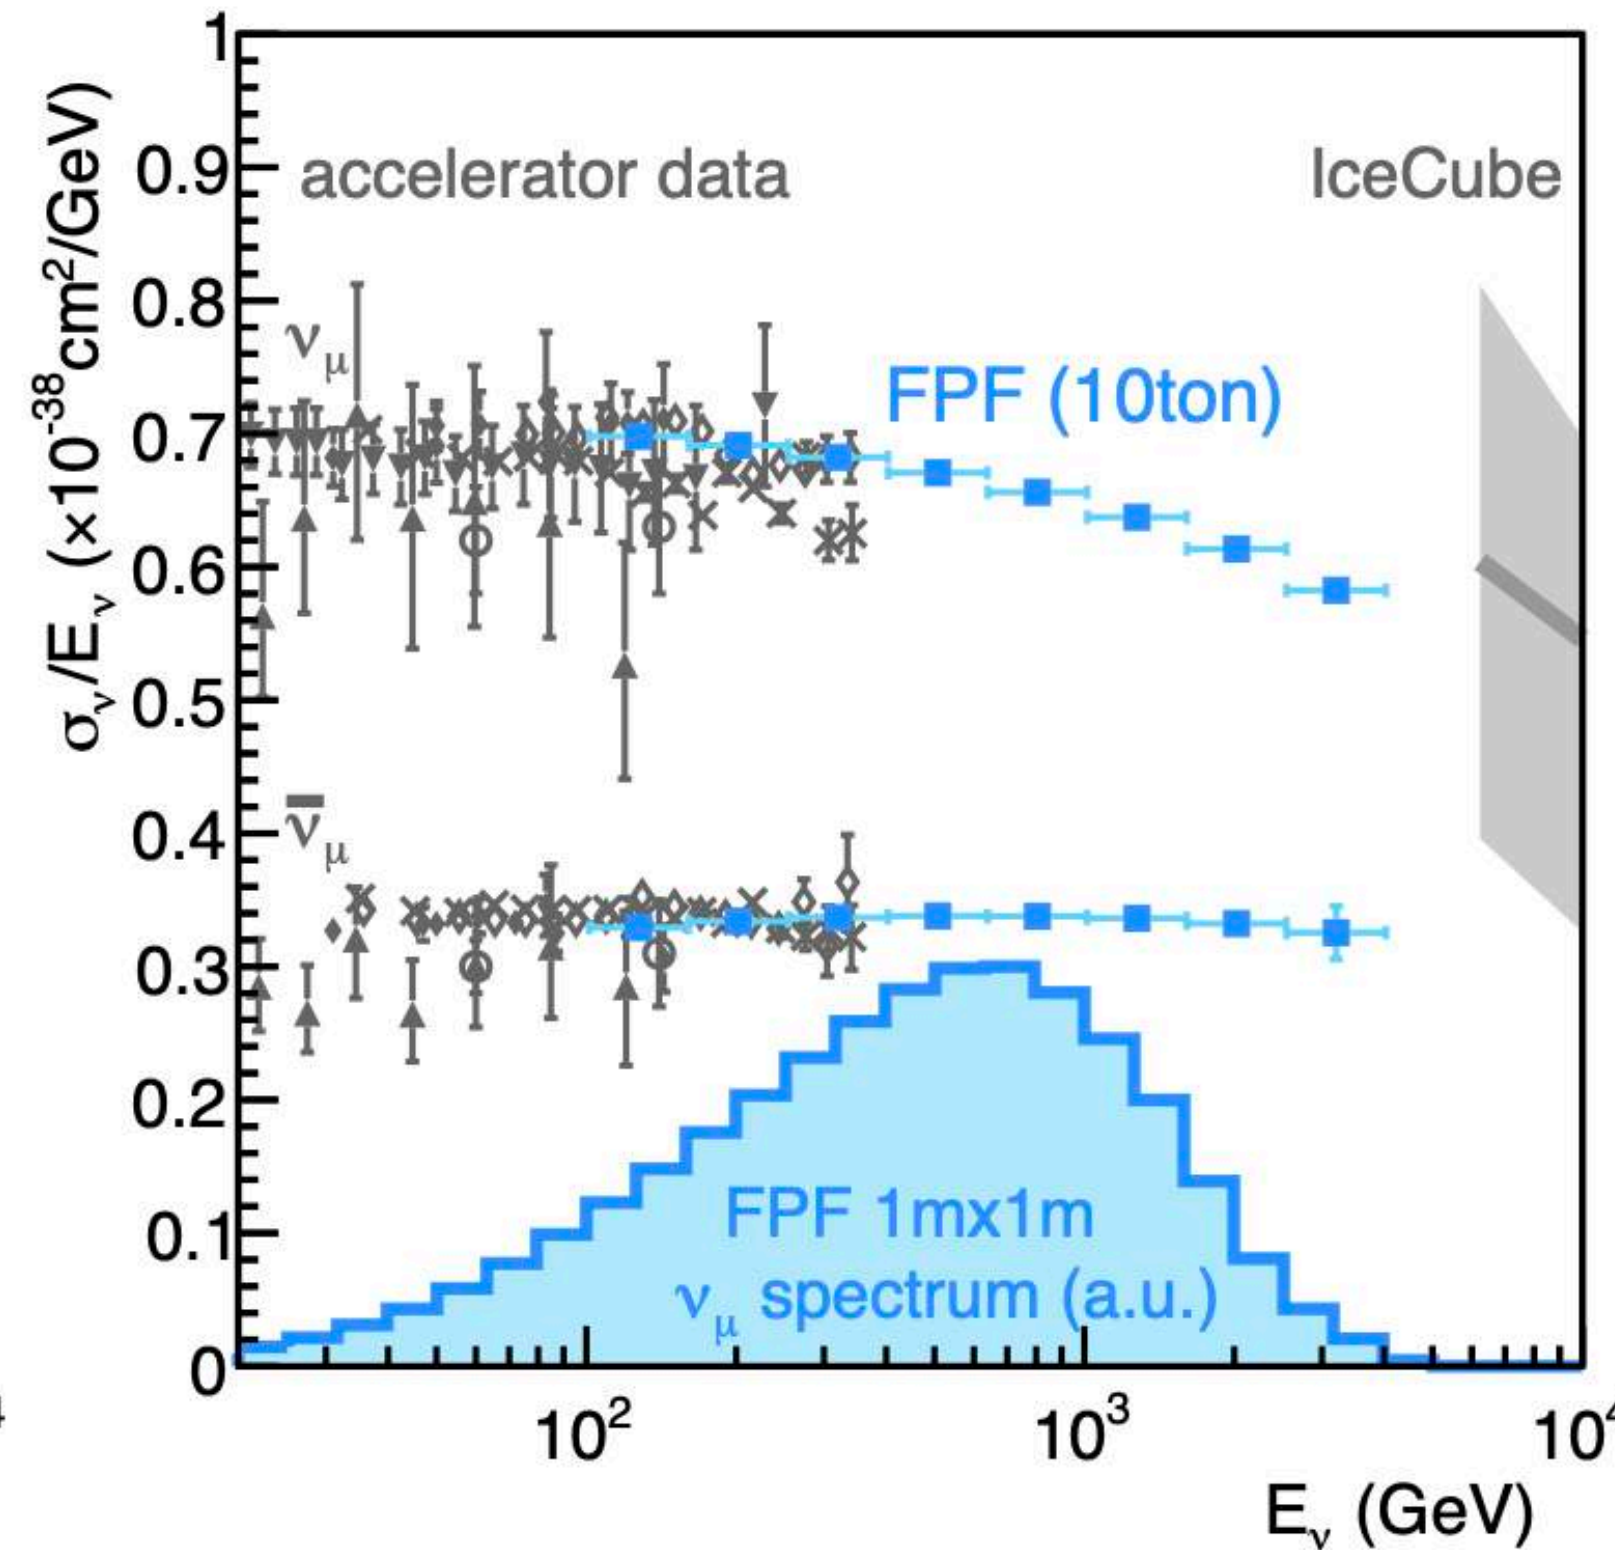 1
0.9
0.8
0.7
0.6
0.5
0.4
0.3
0.2
0.1
0
σν/Eν (×10⁻³⁸cm²/GeV)
accelerator data
IceCube
νμ
FPF (10ton)
ν̅μ
FPF 1mx1m
νμ spectrum (a.u.)
10² 10³ 10⁴
Eν (GeV)